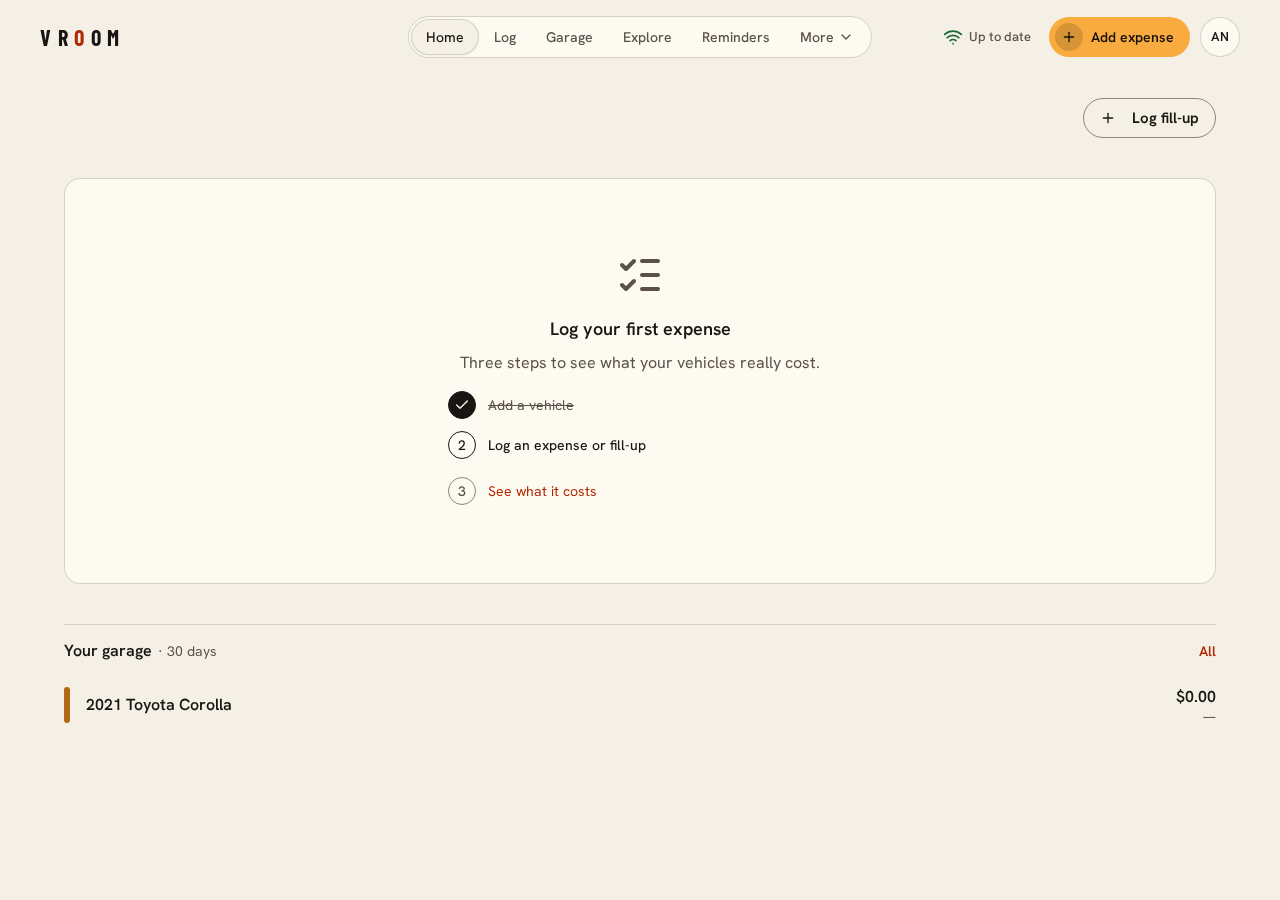 VROOM
Home Log Garage Explore Reminders More
Up to date
Add expense
AN
Log fill-up
Log your first expense
Three steps to see what your vehicles really cost.
Add a vehicle
2 Log an expense or fill-up
3 See what it costs
Your garage · 30 days
All
2021 Toyota Corolla
$0.00
—